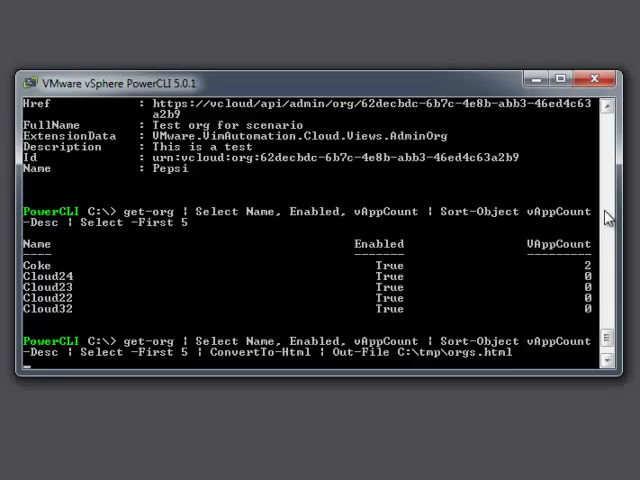 VMware vSphere PowerCLI 5.0.1
Href : https://vcloud/api/admin/org/62decbdc-6b7c-4e8b-abb3-46ed4c63
a2b9
FullName : Test org for scenario
ExtensionData : VMware.VimAutomation.Cloud.Views.AdminOrg
Description : This is a test
Id : urn:vcloud:org:62decbdc-6b7c-4e8b-abb3-46ed4c63a2b9
Name : Pepsi
PowerCLI C:\> get-org | Select Name, Enabled, vAppCount | Sort-Object vAppCount
-Desc | Select -First 5
Name Enabled VAppCount
---- ------- ---------
Coke True 2
Cloud24 True 0
Cloud23 True 0
Cloud22 True 0
Cloud32 True 0
PowerCLI C:\> get-org | Select Name, Enabled, vAppCount | Sort-Object vAppCount
-Desc | Select -First 5 | ConvertTo-Html | Out-File C:\tmp\orgs.html